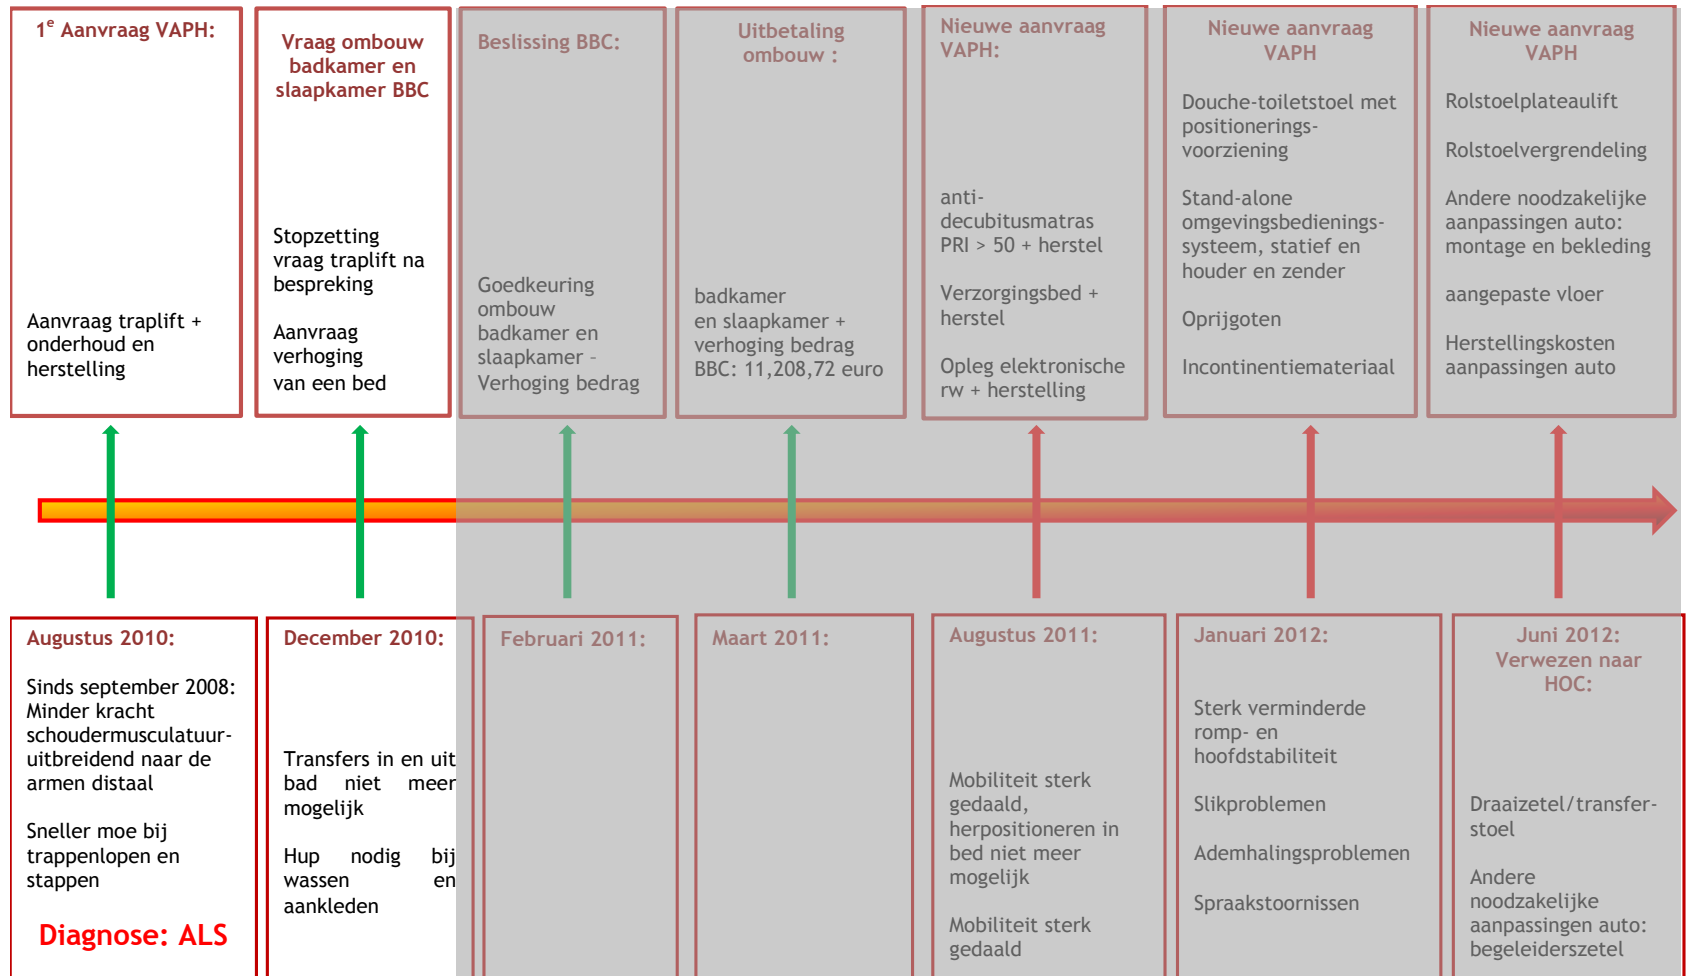 1e Aanvraag VAPH:
Aanvraag traplift +
onderhoud en
herstelling
Vraag ombouw
badkamer en
slaapkamer BBC
Stopzetting
vraag traplift na
bespreking
Aanvraag
verhoging
van een bed
Beslissing BBC:
Goedkeuring
ombouw
badkamer en
slaapkamer –
Verhoging bedrag
Uitbetaling
ombouw :
badkamer
en slaapkamer +
verhoging bedrag
BBC: 11,208,72 euro
Nieuwe aanvraag
VAPH:
anti-
decubitusmatras
PRI > 50 + herstel
Verzorgingsbed +
herstel
Opleg elektronische
rw + herstelling
Nieuwe aanvraag
VAPH
Douche-toiletstoel met
positionerings-
voorziening
Stand-alone
omgevingsbedienings-
systeem, statief en
houder en zender
Oprijgoten
Incontinentiemateriaal
Nieuwe aanvraag
VAPH
Rolstoelplateaulift
Rolstoelvergrendeling
Andere noodzakelijke
aanpassingen auto:
montage en bekleding
aangepaste vloer
Herstellingskosten
aanpassingen auto
Augustus 2010:
Sinds september 2008:
Minder kracht
schoudermusculatuur-
uitbreidend naar de
armen distaal
Sneller moe bij
trappenlopen en
stappen
Diagnose: ALS
December 2010:
Transfers in en uit
bad niet meer
mogelijk
Hup nodig bij
wassen en
aankleden
Februari 2011:
Maart 2011:
Augustus 2011:
Mobiliteit sterk
gedaald,
herpositioneren in
bed niet meer
mogelijk
Mobiliteit sterk
gedaald
Januari 2012:
Sterk verminderde
romp- en
hoofdstabiliteit
Slikproblemen
Ademhalingsproblemen
Spraakstoornissen
Juni 2012:
Verwezen naar
HOC:
Draaizetel/transfer-
stoel
Andere
noodzakelijke
aanpassingen auto:
begeleiderszetel